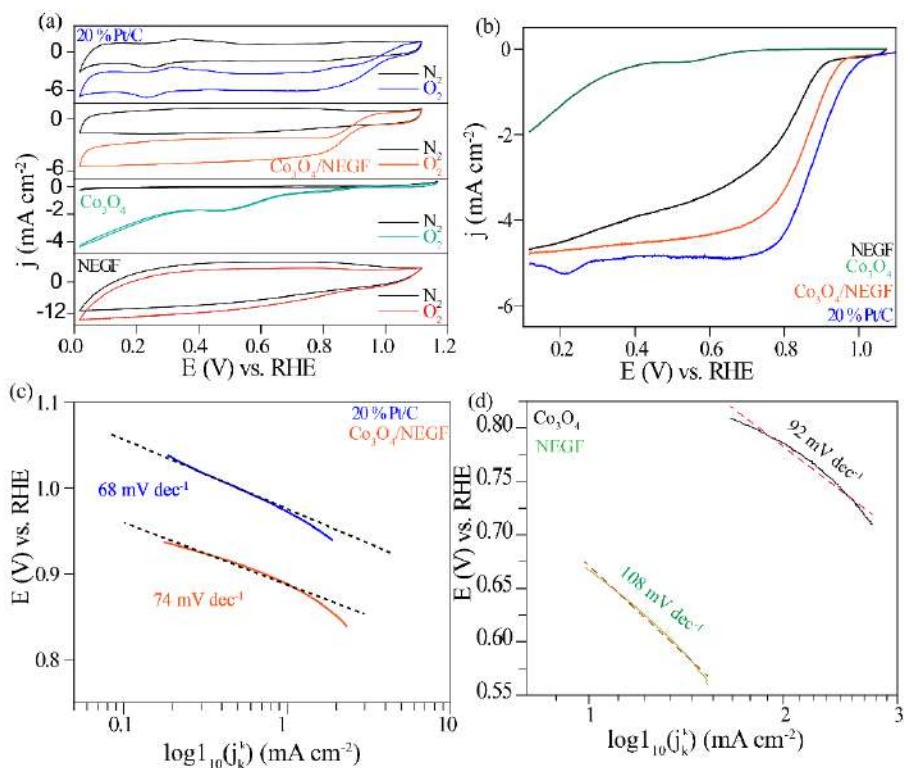 (a)
20 % Pt/C
0
-6
N₂
O₂
0
-6
Co₃O₄/NEGF
N₂
O₂
0
-2
-4
Co₃O₄
N₂
O₂
NEGF
0
-12
N₂
O₂
j (mA cm⁻²)
0.0 0.2 0.4 0.6 0.8 1.0 1.2
E (V) vs. RHE
(b)
0
-2
-4
-6
j (mA cm⁻²)
NEGF
Co₃O₄
Co₃O₄/NEGF
20 % Pt/C
0.2 0.4 0.6 0.8 1.0
E (V) vs. RHE
(c)
1.1
1.0
0.9
0.8
E (V) vs. RHE
20 % Pt/C
Co₃O₄/NEGF
68 mV dec⁻¹
74 mV dec⁻¹
0.1 1 10
log1₁₀(jₖ¹) (mA cm⁻²)
(d)
0.80
0.75
0.70
0.65
0.60
0.55
E (V) vs. RHE
Co₃O₄
NEGF
92 mV dec⁻¹
108 mV dec⁻¹
1 2 3
log1₁₀(jₖ¹) (mA cm⁻²)